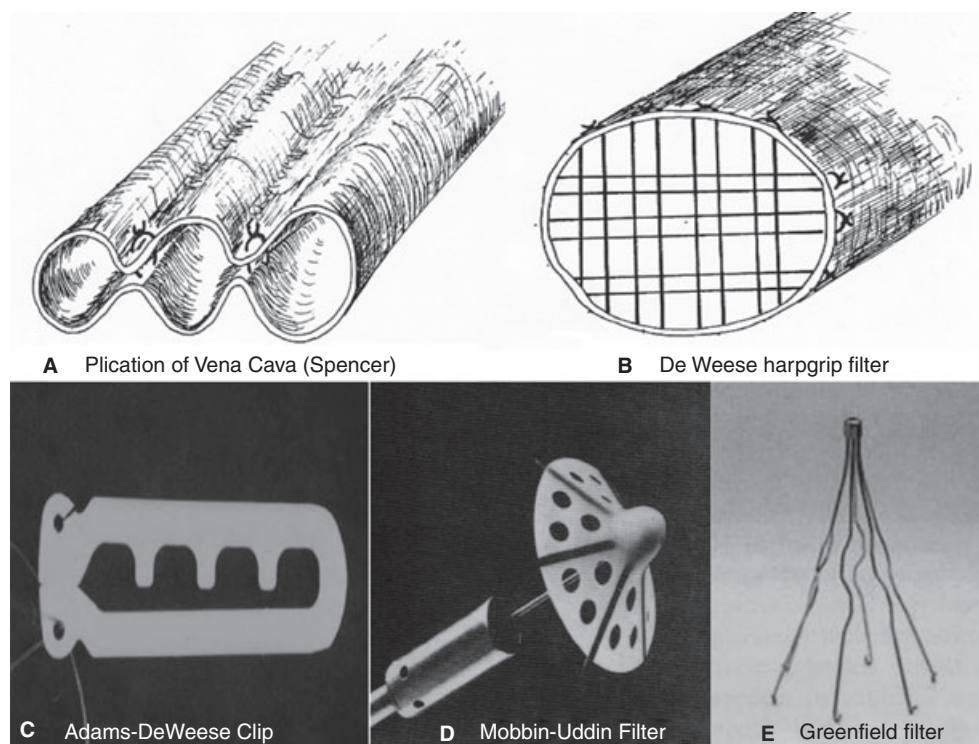 A Plication of Vena Cava (Spencer)
B De Weese harpgrip filter
C Adams-DeWeese Clip
D Mobbin-Uddin Filter
E Greenfield filter